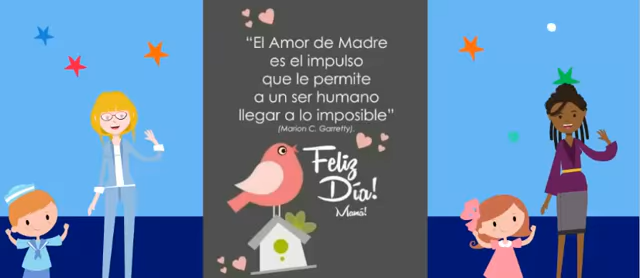 “El Amor de Madre
es el impulso
que le permite
a un ser humano
llegar a lo imposible”
(Marion C. Garretty).
Feliz
Día!
Mamá!